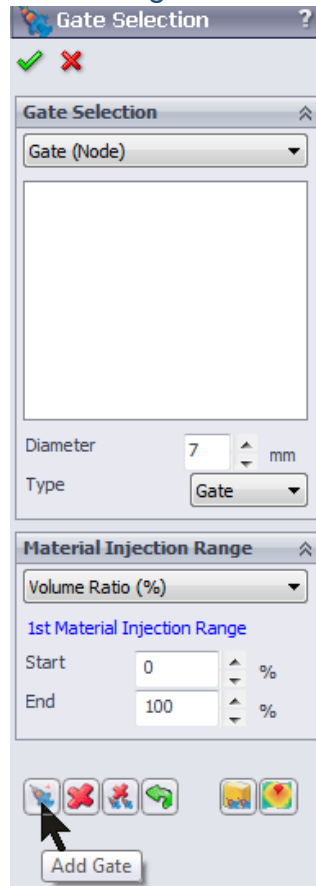 Gate Selection ?
Gate Selection
Gate (Node)
Diameter 7 mm
Type Gate
Material Injection Range
Volume Ratio (%)
1st Material Injection Range
Start 0 %
End 100 %
Add Gate